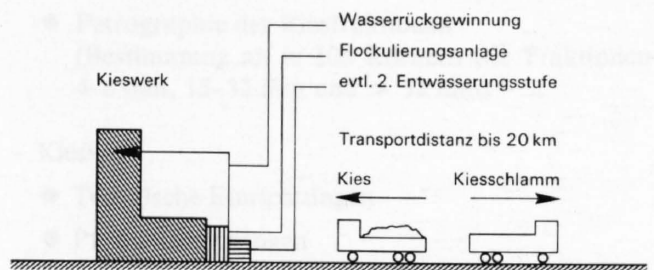 Wasserrückgewinnung
Flockulierungsanlage
evtl. 2. Entwässerungsstufe
Kieswerk
Transportdistanz bis 20 km
Kies
Kiesschlamm